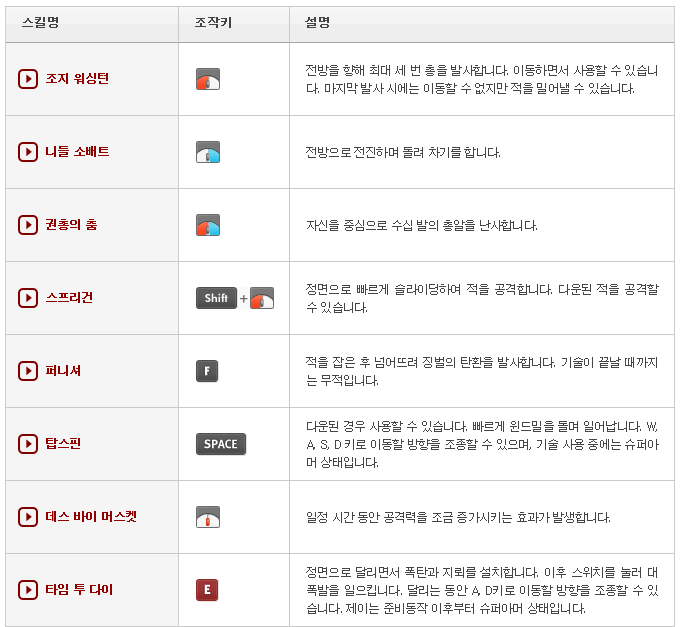 스킬명 조작키 설명
조지 워싱턴
전방을 향해 최대 세 번 총을 발사합니다. 이동하면서 사용할 수 있습니
다. 마지막 발사 시에는 이동할 수 없지만 적을 밀어낼 수 있습니다.
니들 소배트
전방으로 전진하며 돌려 차기를 합니다.
권총의 춤
자신을 중심으로 수십 발의 총알을 난사합니다.
스프리건
Shift +
정면으로 빠르게 슬라이딩하여 적을 공격합니다. 다운된 적을 공격할
수 있습니다.
퍼니셔
F
적을 잡은 후 넘어뜨려 징벌의 탄환을 발사합니다. 기술이 끝날 때까지
는 무적입니다.
탑스핀
SPACE
다운된 경우 사용할 수 있습니다. 빠르게 윈드밀을 돌며 일어납니다. W,
A, S, D 키로 이동할 방향을 조종할 수 있으며, 기술 사용 중에는 슈퍼아
머 상태입니다.
데스 바이 머스켓
일정 시간 동안 공격력을 조금 증가시키는 효과가 발생합니다.
타임 투 다이
E
정면으로 달리면서 폭탄과 지뢰를 설치합니다. 이후 스위치를 눌러 대
폭발을 일으킵니다. 달리는 동안 A, D키로 이동할 방향을 조종할 수 있
습니다. 제이는 준비동작 이후부터 슈퍼아머 상태입니다.